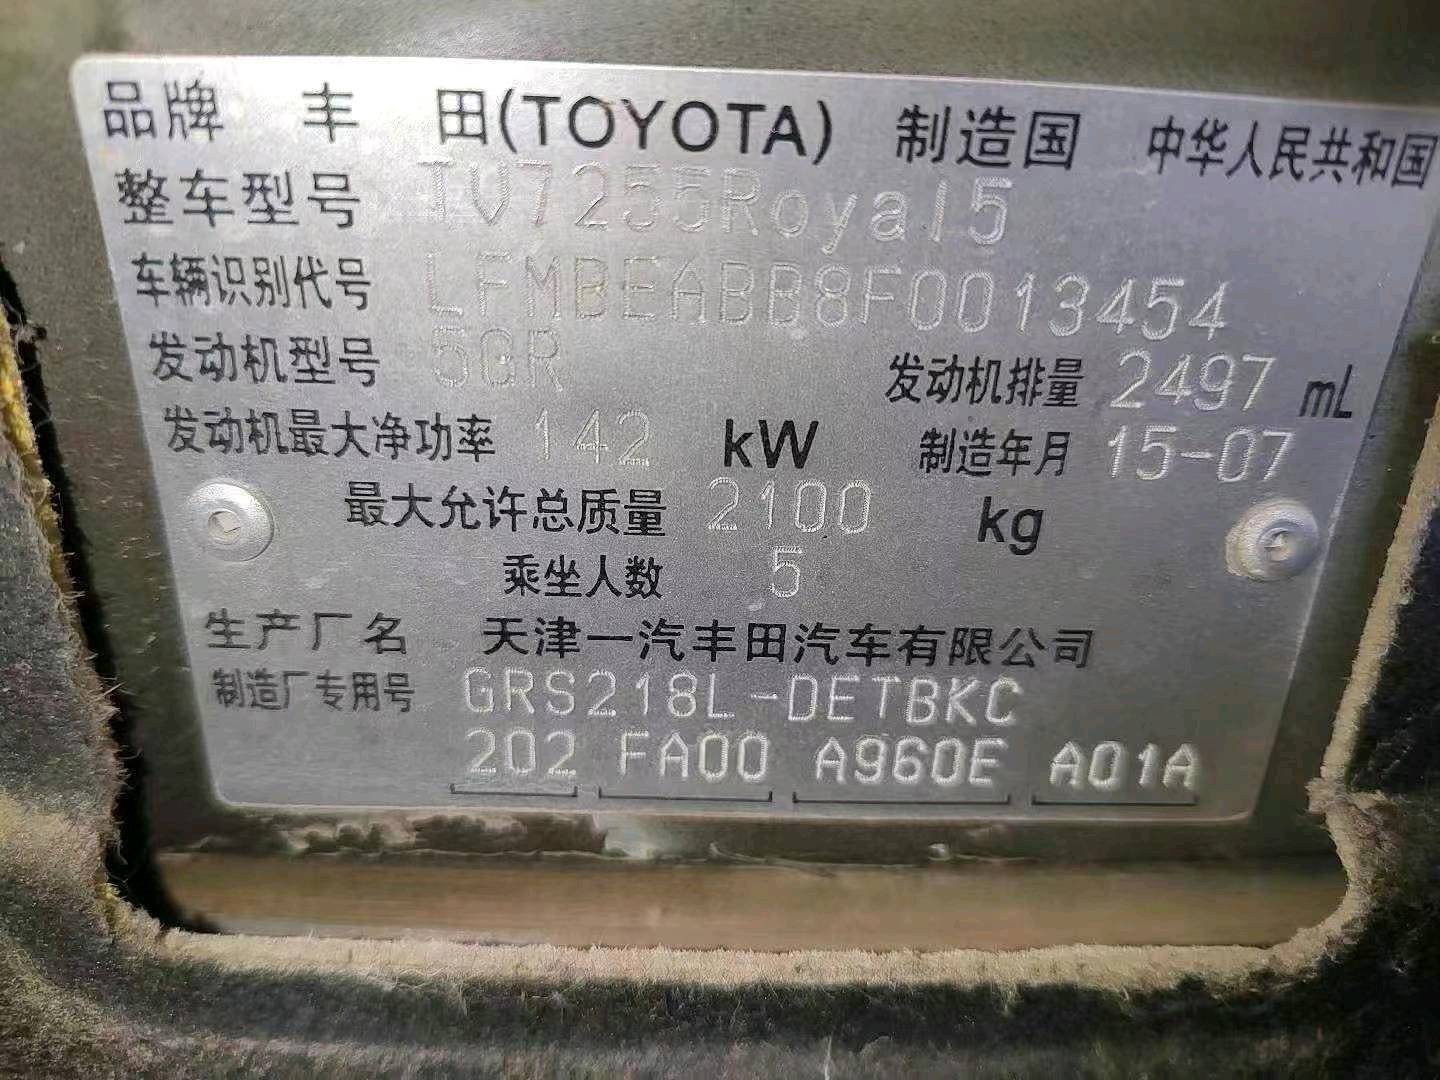 品牌 丰 田(TOYOTA) 制造国 中华人民共和国
整车型号 TV7255Royal5
车辆识别代号 LFMBEABB8F0013454
发动机型号 5GR 发动机排量 2497 mL
发动机最大净功率 142 kW 制造年月 15-07
最大允许总质量 2100 kg
乘坐人数 5
生产厂名 天津一汽丰田汽车有限公司
制造厂专用号 GRS218L-DETBKC
202 FA00 A960E A01A